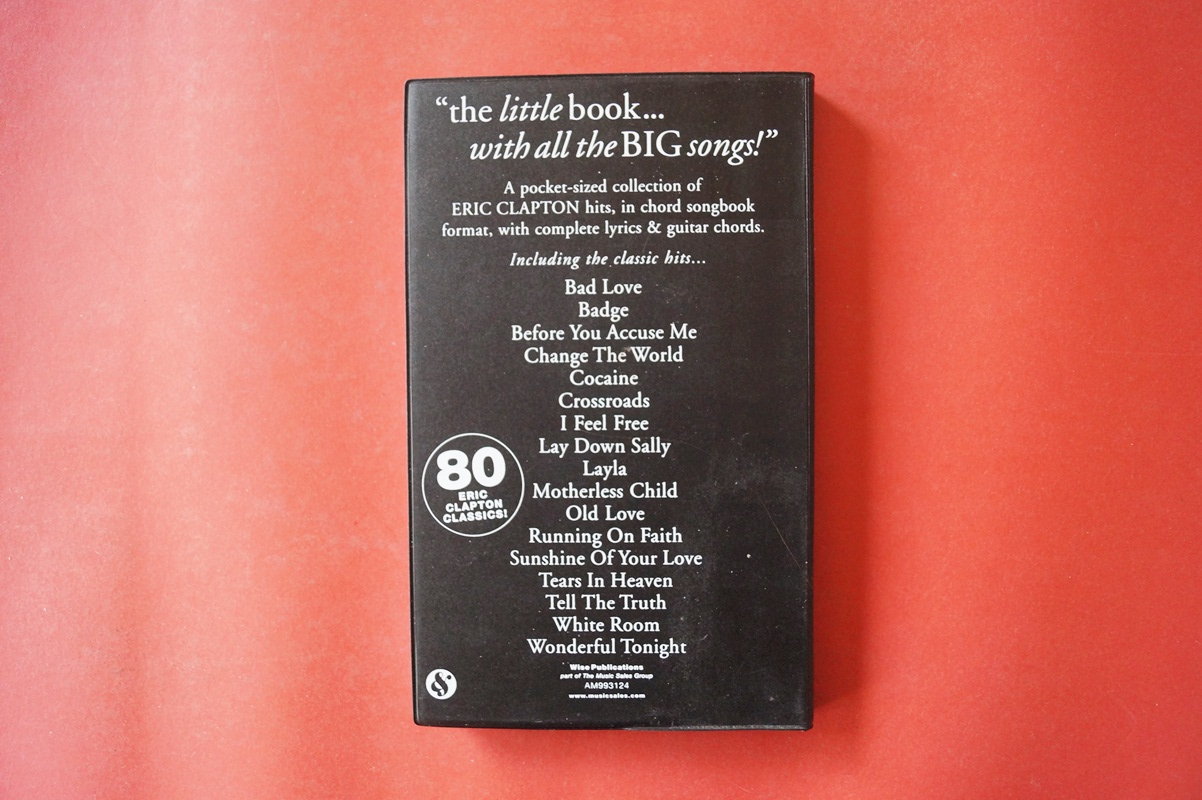 “the little book...
with all the BIG songs!”
A pocket-sized collection of
ERIC CLAPTON hits, in chord songbook
format, with complete lyrics & guitar chords.
Including the classic hits...
Bad Love
Badge
Before You Accuse Me
Change The World
Cocaine
Crossroads
I Feel Free
Lay Down Sally
Layla
Motherless Child
Old Love
Running On Faith
Sunshine Of Your Love
Tears In Heaven
Tell The Truth
White Room
Wonderful Tonight
80
ERIC
CLAPTON
CLASSICS!
Wise Publications
part of The Music Sales Group
AM993124
www.musicsales.com